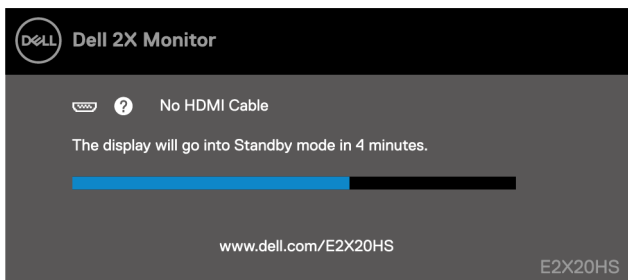 DELL Dell 2X Monitor
? No HDMI Cable
The display will go into Standby mode in 4 minutes.
www.dell.com/E2X20HS
E2X20HS